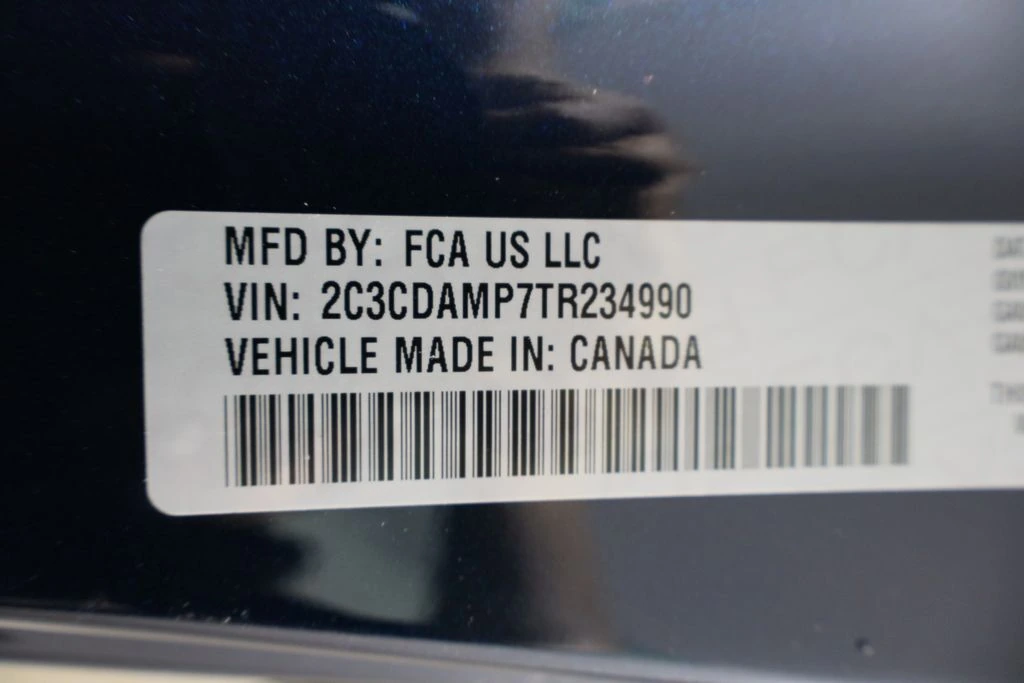 MFD BY: FCA US LLC
VIN: 2C3CDAMP7TR234990
VEHICLE MADE IN: CANADA